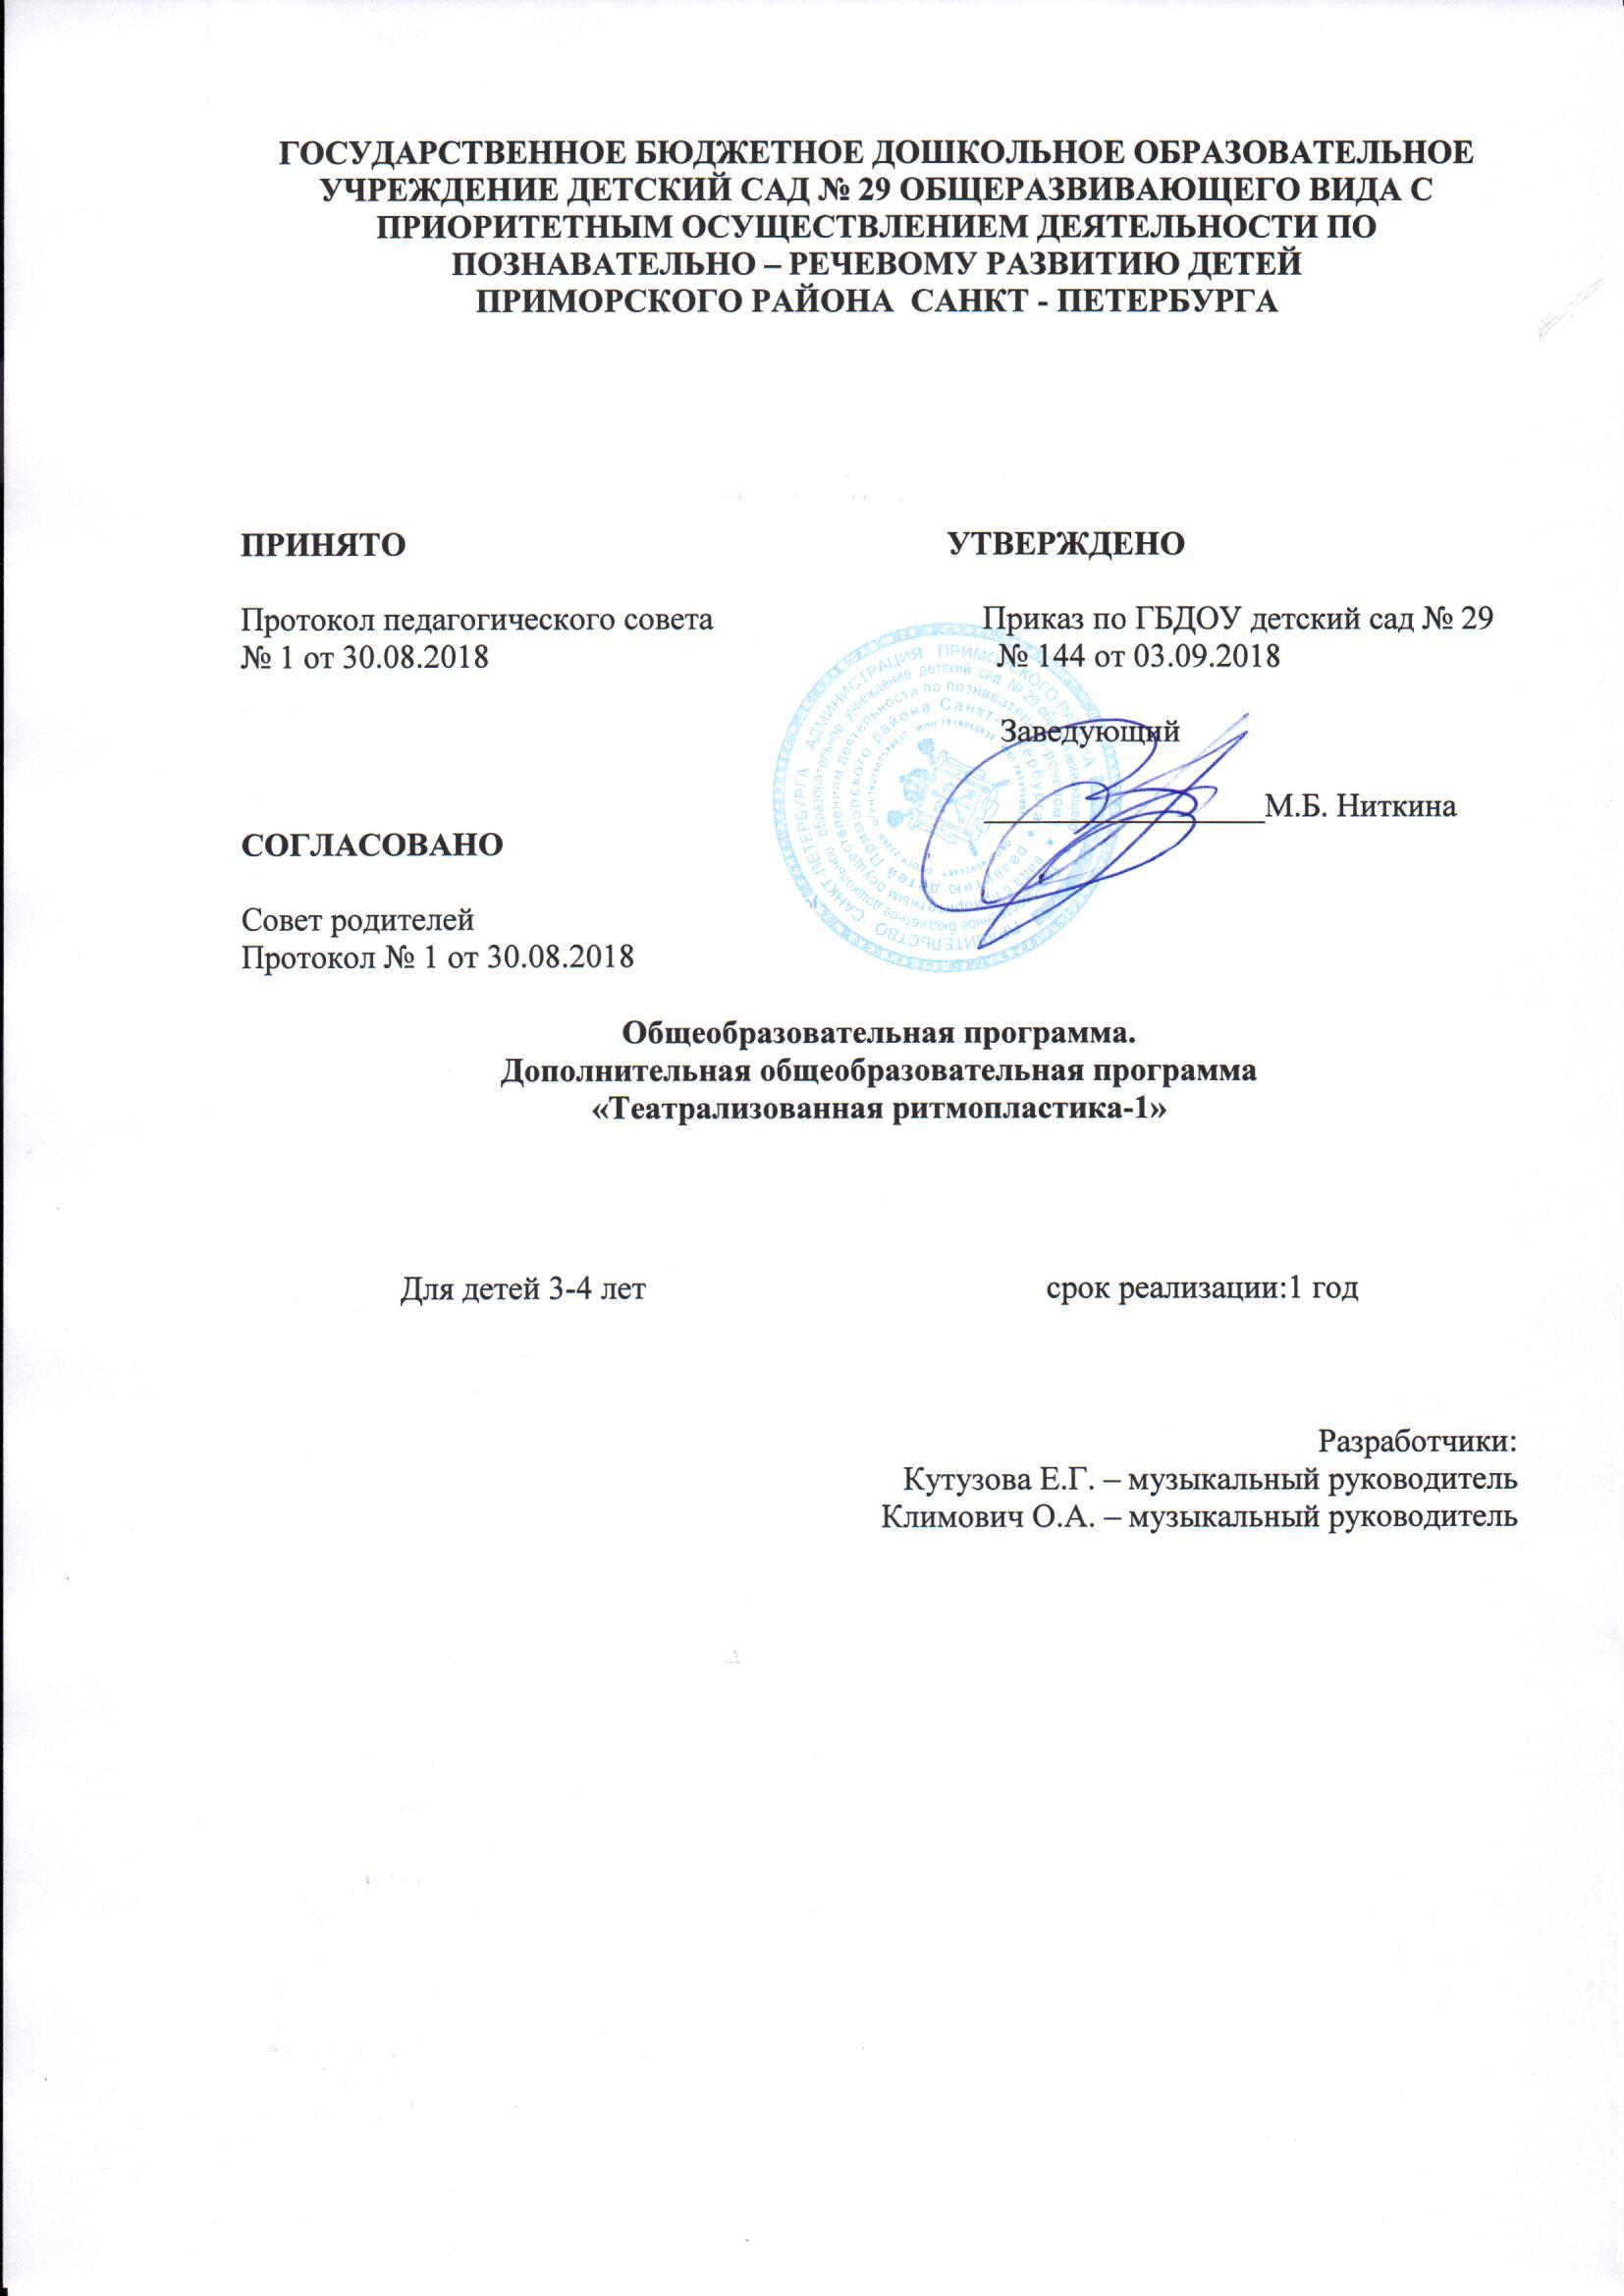 ГОСУДАРСТВЕННОЕ БЮДЖЕТНОЕ ДОШКОЛЬНОЕ ОБРАЗОВАТЕЛЬНОЕ
УЧРЕЖДЕНИЕ ДЕТСКИЙ САД № 29 ОБЩЕРАЗВИВАЮЩЕГО ВИДА С
ПРИОРИТЕТНЫМ ОСУЩЕСТВЛЕНИЕМ ДЕЯТЕЛЬНОСТИ ПО
ПОЗНАВАТЕЛЬНО – РЕЧЕВОМУ РАЗВИТИЮ ДЕТЕЙ
ПРИМОРСКОГО РАЙОНА САНКТ - ПЕТЕРБУРГА
ПРИНЯТО
Протокол педагогического совета
№ 1 от 30.08.2018
УТВЕРЖДЕНО
Приказ по ГБДОУ детский сад № 29
№ 144 от 03.09.2018
Заведующий
М.Б. Ниткина
СОГЛАСОВАНО
Совет родителей
Протокол № 1 от 30.08.2018
Общеобразовательная программа.
Дополнительная общеобразовательная программа
«Театрализованная ритмопластика-1»
Для детей 3-4 лет срок реализации:1 год
Разработчики:
Кутузова Е.Г. – музыкальный руководитель
Климович О.А. – музыкальный руководитель